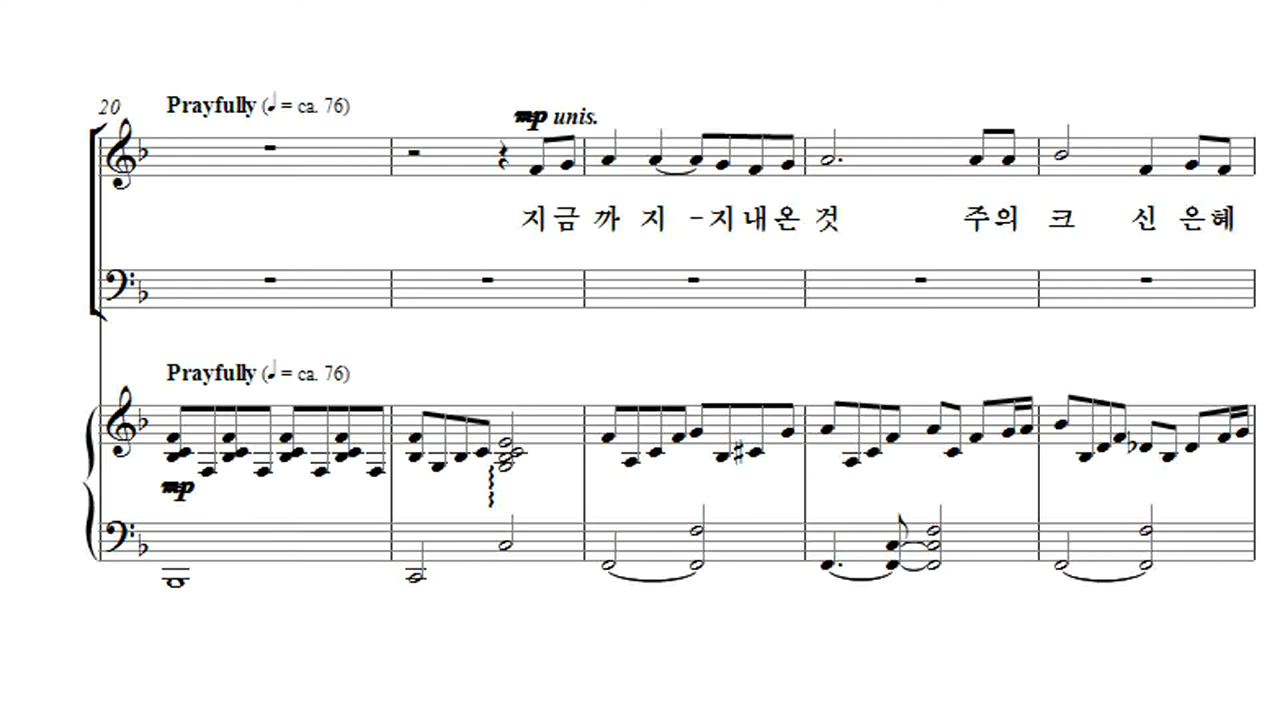 20
Prayfully (♩ = ca. 76)
mp unis.
지금 까 지 - 지 내 온 것 주의 크 신 은혜
Prayfully (♩ = ca. 76)
mp